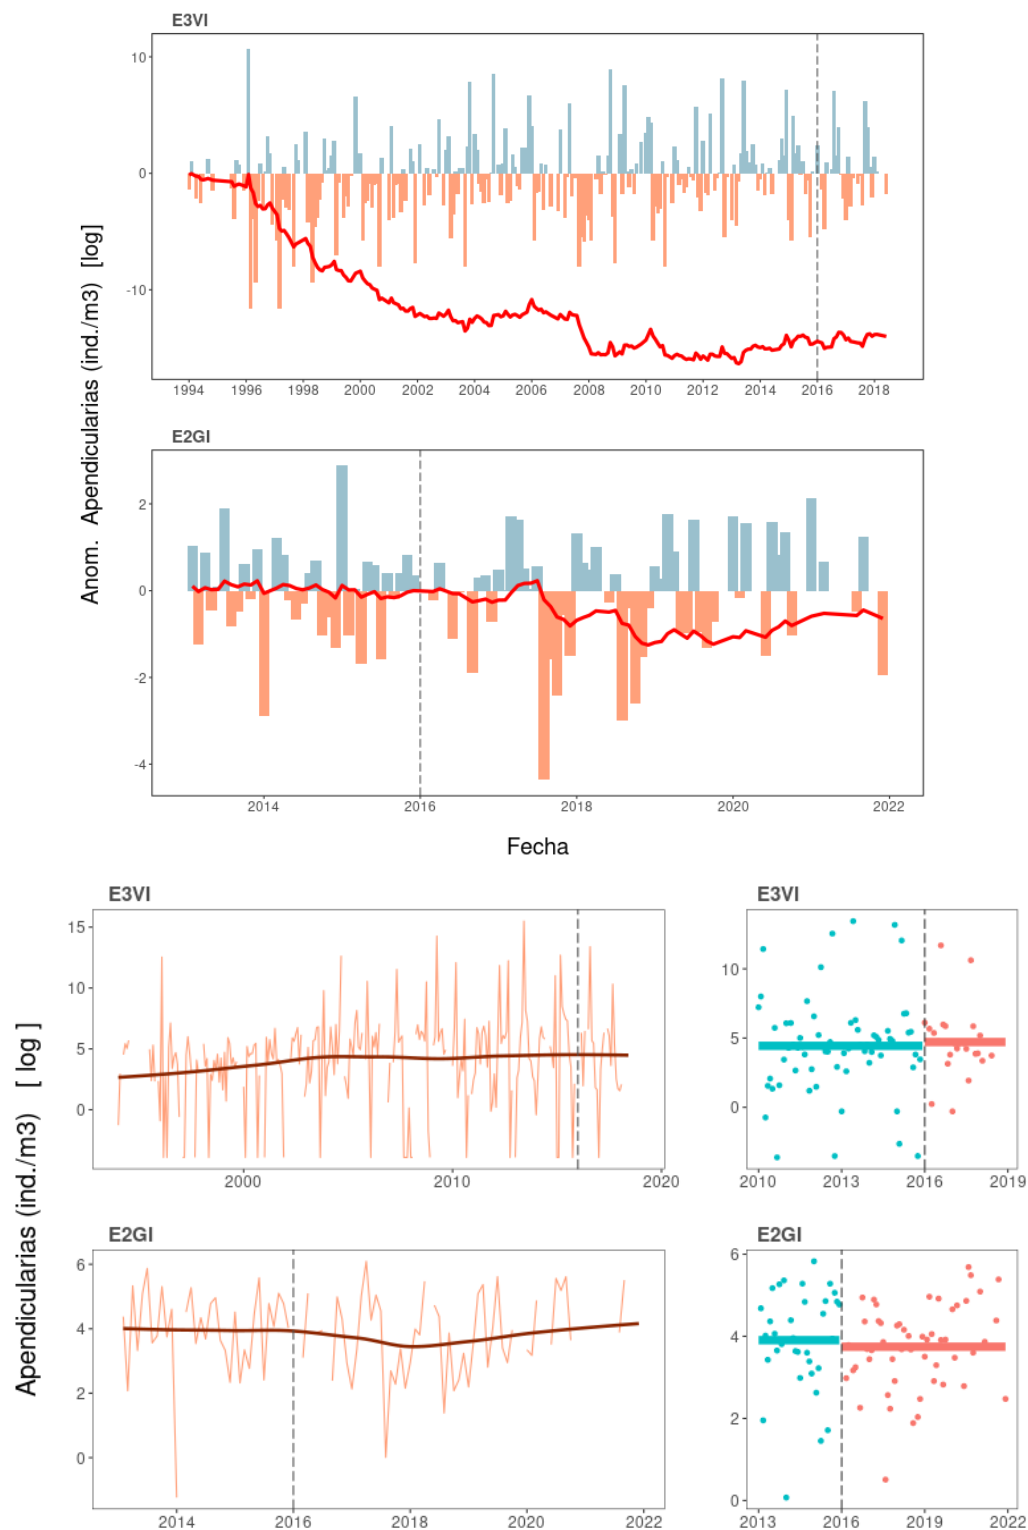 E3VI
10
0
-10
1994 1996 1998 2000 2002 2004 2006 2008 2010 2012 2014 2016 2018
Anom. Apendicularias (ind./m3) [log]
E2GI
2
0
-2
-4
2014 2016 2018 2020 2022
Fecha
E3VI
15
10
5
0
2000 2010 2020
E3VI
10
5
0
2010 2013 2016 2019
Apendicularias (ind./m3) [ log ]
E2GI
6
4
2
0
2014 2016 2018 2020 2022
E2GI
6
4
2
0
2013 2016 2019 2022